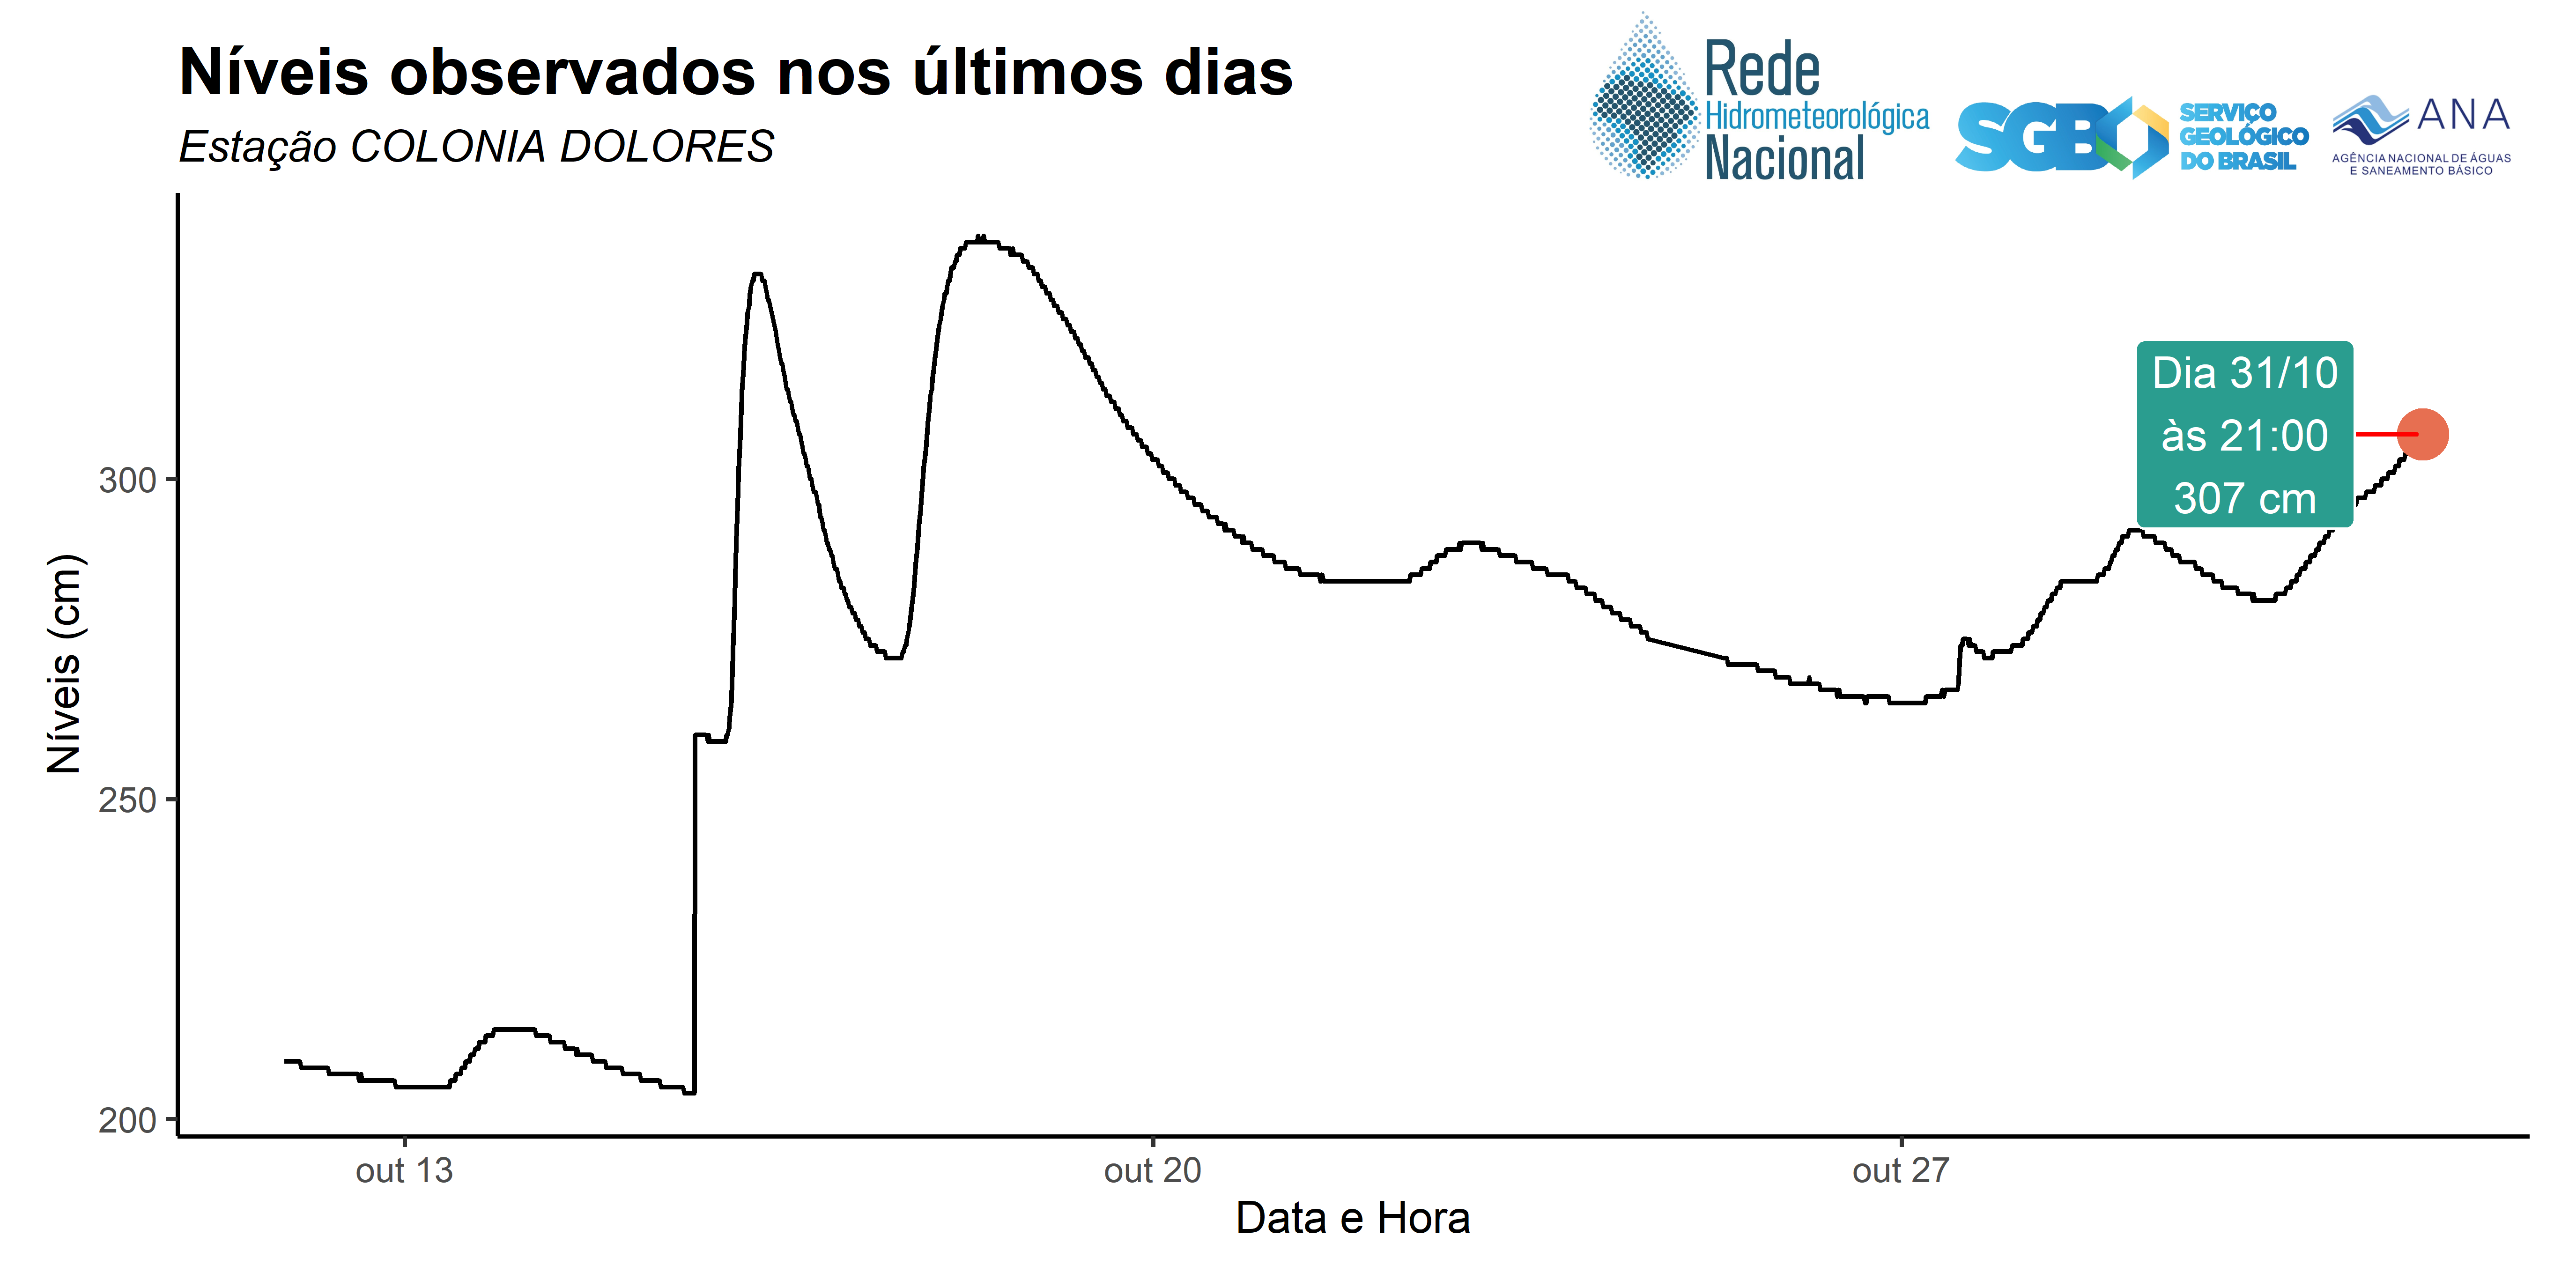 Níveis observados nos últimos dias
Estação COLONIA DOLORES
Rede
Hidrometeorológica
Nacional
SGB
SERVIÇO
GEOLÓGICO
DO BRASIL
ANA
AGÊNCIA NACIONAL DE ÁGUAS
E SANEAMENTO BÁSICO
Níveis (cm)
300
250
200
Dia 31/10
às 21:00
307 cm
out 13
out 20
out 27
Data e Hora